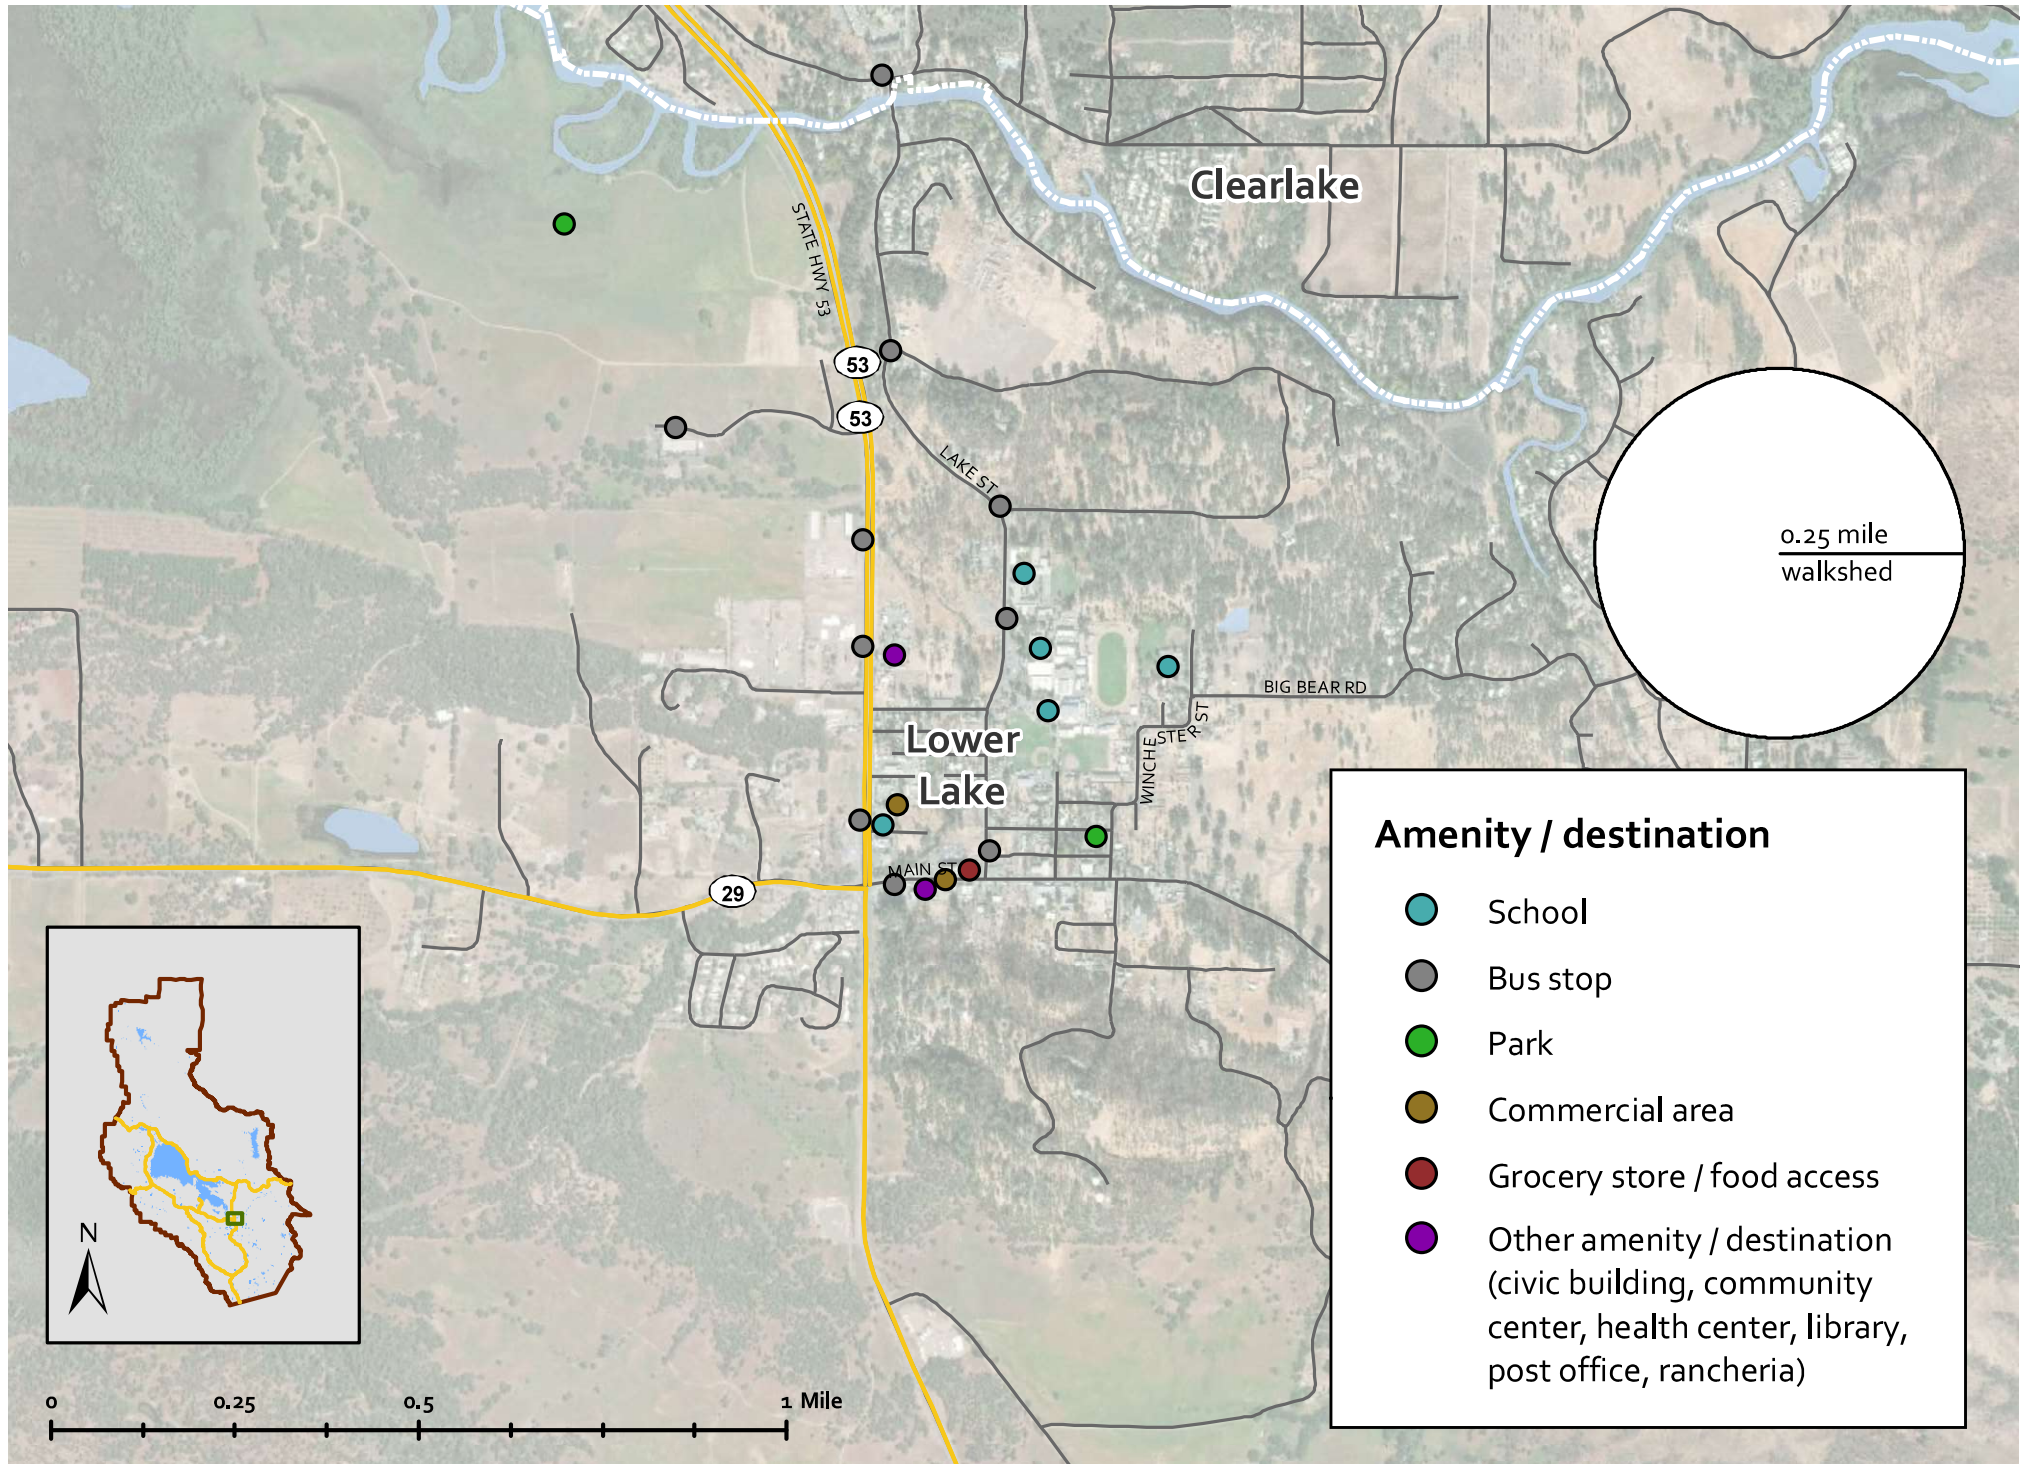 Clearlake
STATE HWY 53
53
53
LAKE ST
0.25 mile
walkshed
BIG BEAR RD
WINCHESTER ST
Lower
Lake
MAIN ST
29
Amenity / destination
School
Bus stop
Park
Commercial area
Grocery store / food access
Other amenity / destination
(civic building, community
center, health center, library,
post office, rancheria)
N
0 0.25 0.5 1 Mile